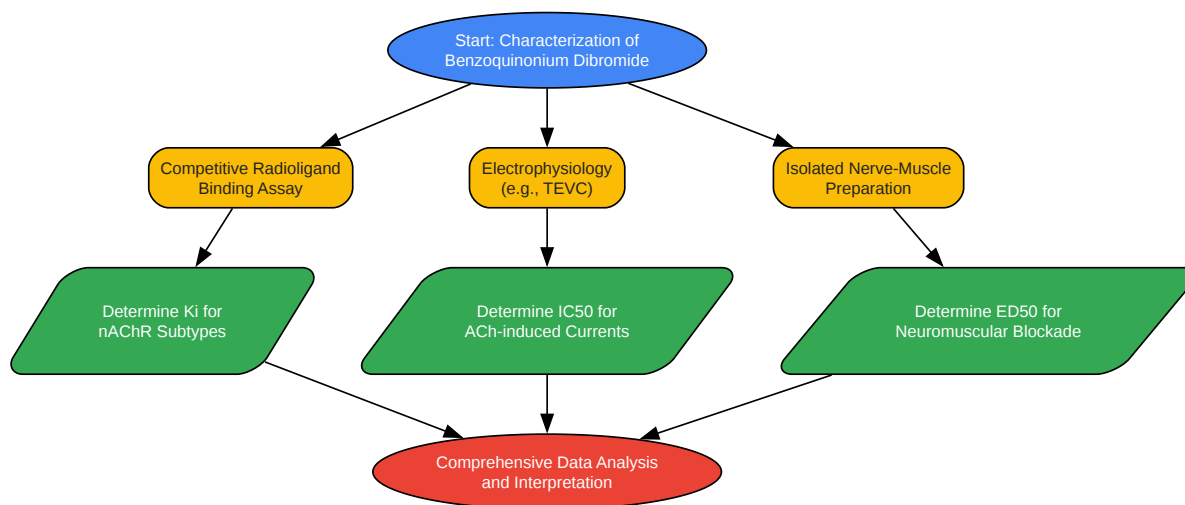 Start: Characterization of
Benzoquinonium Dibromide
Competitive Radioligand
Binding Assay
Electrophysiology
(e.g., TEVC)
Isolated Nerve-Muscle
Preparation
Determine Ki for
nAChR Subtypes
Determine IC50 for
ACh-induced Currents
Determine ED50 for
Neuromuscular Blockade
Comprehensive Data Analysis
and Interpretation